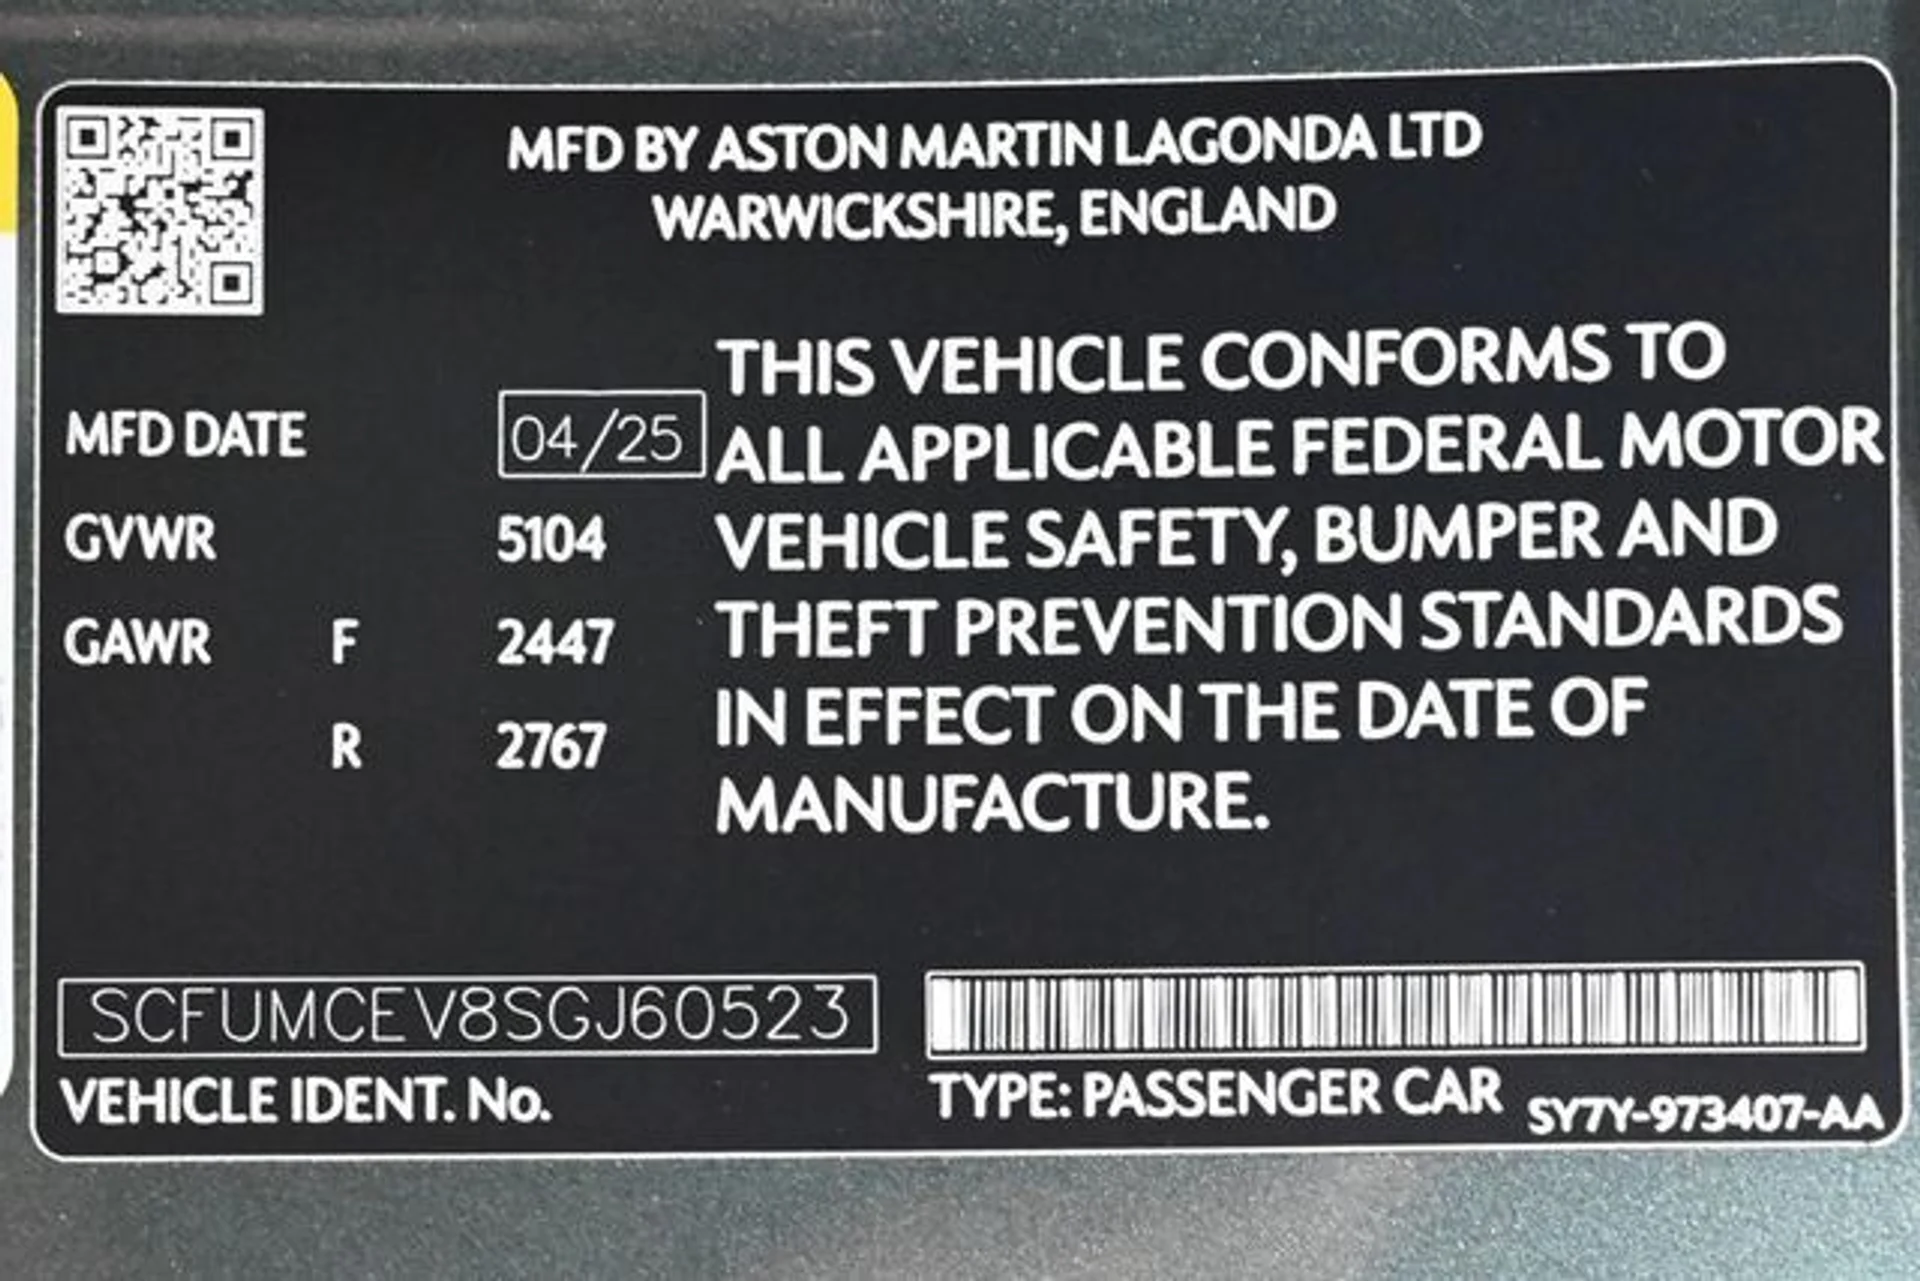 MFD BY ASTON MARTIN LAGONDA LTD
WARWICKSHIRE, ENGLAND
MFD DATE 04/25
GVWR 5104
GAWR F 2447
R 2767
THIS VEHICLE CONFORMS TO
ALL APPLICABLE FEDERAL MOTOR
VEHICLE SAFETY, BUMPER AND
THEFT PREVENTION STANDARDS
IN EFFECT ON THE DATE OF
MANUFACTURE.
SCFUMCEV8SGJ60523
VEHICLE IDENT. No.
TYPE: PASSENGER CAR
SY7Y-973407-AA